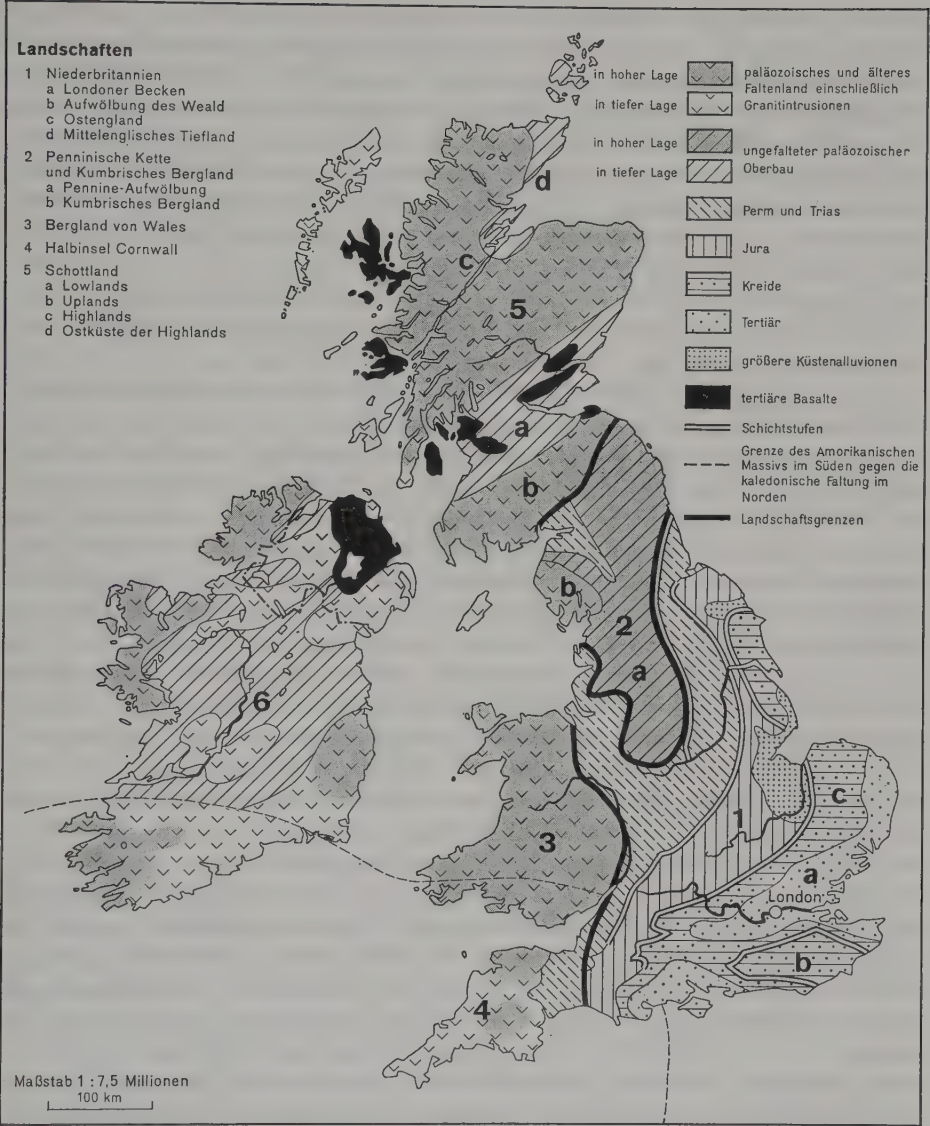 Landschaften
1 Niederbritannien
a Londoner Becken
b Aufwölbung des Weald
c Ostengland
d Mittelenglisches Tiefland
2 Penninische Kette
und Kumbrisches Bergland
a Pennine-Aufwölbung
b Kumbrisches Bergland
3 Bergland von Wales
4 Halbinsel Cornwall
5 Schottland
a Lowlands
b Uplands
c Highlands
d Ostküste der Highlands
in hoher Lage
in tiefer Lage
paläozoisches und älteres
Faltenland einschließlich
Granitintrusionen
in hoher Lage
in tiefer Lage
ungefalteter paläozoischer
Oberbau
Perm und Trias
Jura
Kreide
Tertiär
größere Küstenalluvionen
tertiäre Basalte
Schichtstufen
Grenze des Amorikanischen
Massivs im Süden gegen die
kaledonische Faltung im
Norden
Landschaftsgrenzen
d
c
5
a
b
b
2
a
6
1
c
3
a
London
b
4
Maßstab 1 : 7,5 Millionen
100 km